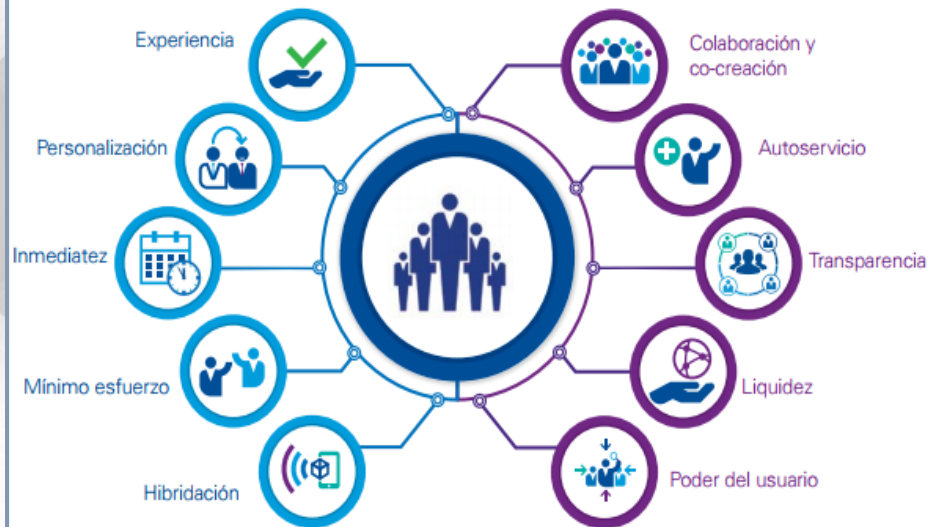 Experiencia
Personalización
Inmediatez
Mínimo esfuerzo
Hibridación
Colaboración y
co-creación
Autoservicio
Transparencia
Liquidez
Poder del usuario